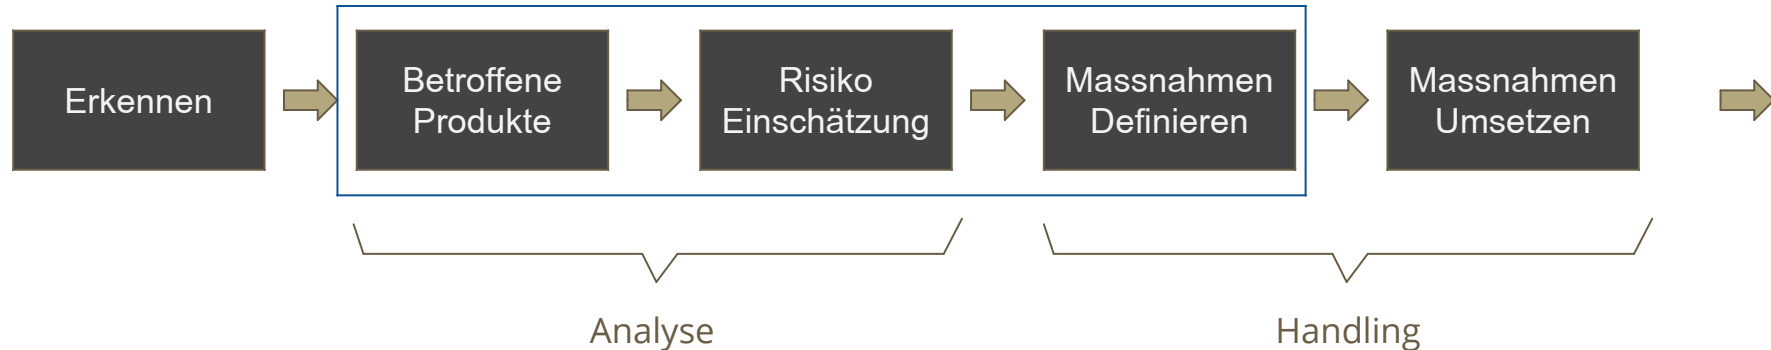 Erkennen
Betroffene
Produkte
Risiko
Einschätzung
Massnahmen
Definieren
Massnahmen
Umsetzen
Analyse
Handling